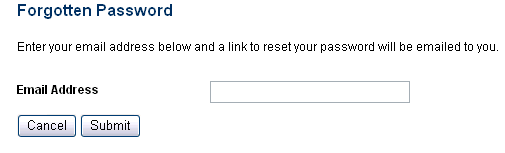 Forgotten Password
Enter your email address below and a link to reset your password will be emailed to you.
Email Address
Cancel Submit